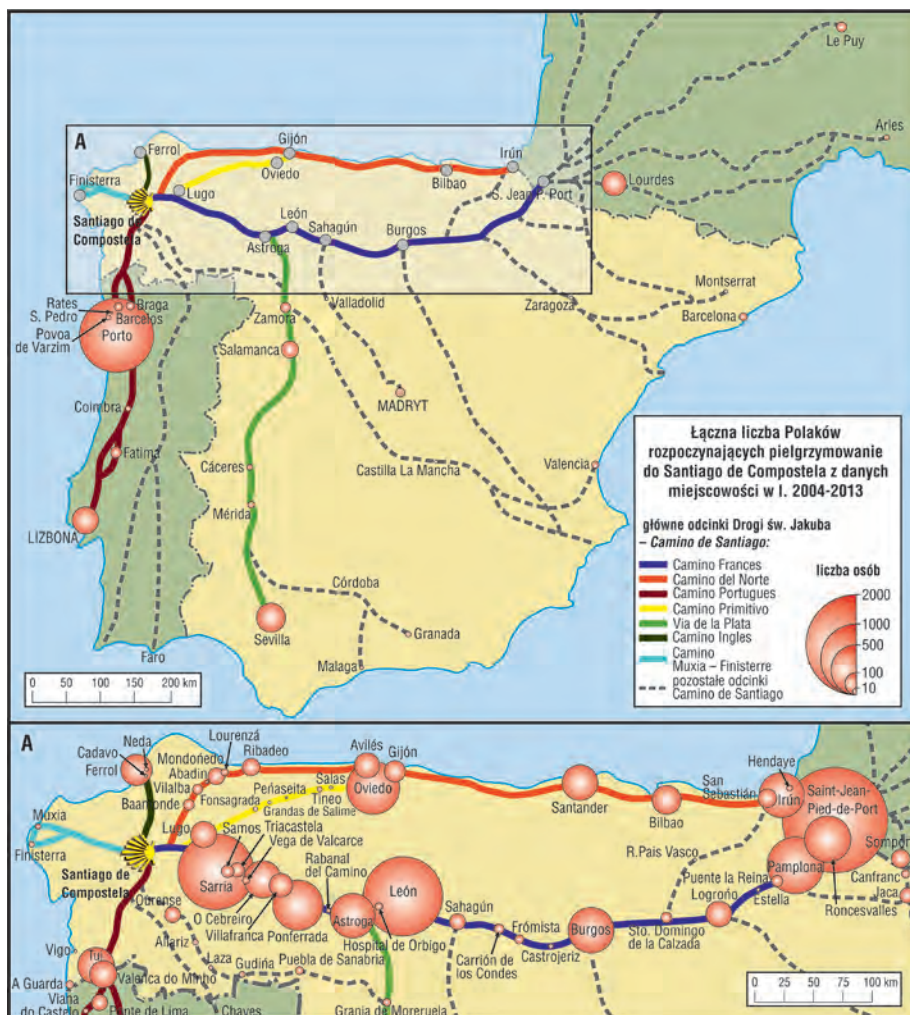 Le Puy
Arles
A
Ferrol
Gijón
Irún
Finisterra
Oviedo
Bilbao
Lourdes
Lugo
S. Jean P. Port
León
Santiago de
Compostela
Sahagún
Burgos
Astroga
Montserrat
Rates
Braga
Valladolid
Zaragoza
S. Pedro
Barcelos
Zamora
Barcelona
Povoa
de Varzim
Porto
Salamanca
MADRYT
Coimbra
Łączna liczba Polaków
rozpoczynających pielgrzymowanie
do Santiago de Compostela z danych
miejscowości w l. 2004-2013
Fatima
Cáceres
Castilla La Mancha
Valencia
Mérida
LIZBONA
główne odcinki Drogi św. Jakuba
– Camino de Santiago:
Camino Frances
Camino del Norte
Camino Portugues
Camino Primitivo
Via de la Plata
Camino Ingles
Camino
Muxia – Finisterre
pozostałe odcinki
Camino de Santiago
liczba osób
2000
1000
500
100
10
Córdoba
Sevilla
Granada
Faro
Malaga
0 50 100 150 200 km
A
Neda
Lourenzá
Cadavo
Mondoñedo
Ribadeo
Avilés
Gijón
Hendaye
Ferrol
Abadin
Salas
San
Sebastián
Saint-Jean-
Pied-de-Port
Vilalba
Peñaseita
Oviedo
Irún
Baamonde
Fonsagrada
Tineo
Santander
Muxia
Grandas de Salime
Bilbao
Lugo
Samos
Triacastela
Finisterra
Vega de Valcarce
R.Pais Vasco
Somport
Santiago de
Compostela
Rabanal
del Camino
León
Pamplona
Canfranc
Sarria
Puente la Reina
Jaca
Ourense
Logroño
Estella
O Cebreiro
Sahagún
Roncesvalles
Villafranca
Ponferrada
Astroga
Frómista
Burgos
Sto. Domingo
de la Calzada
Vigo
Allariz
Hospital de Orbigo
Carrión de
los Condes
Castrojeriz
Tui
Laza
Puebla de Sanabria
Valenca do Minho
Gudiña
A Guarda
Viana
do Castelo
Ponte de Lima
Chaves
Granja de Moreruela
0 25 50 75 100 km